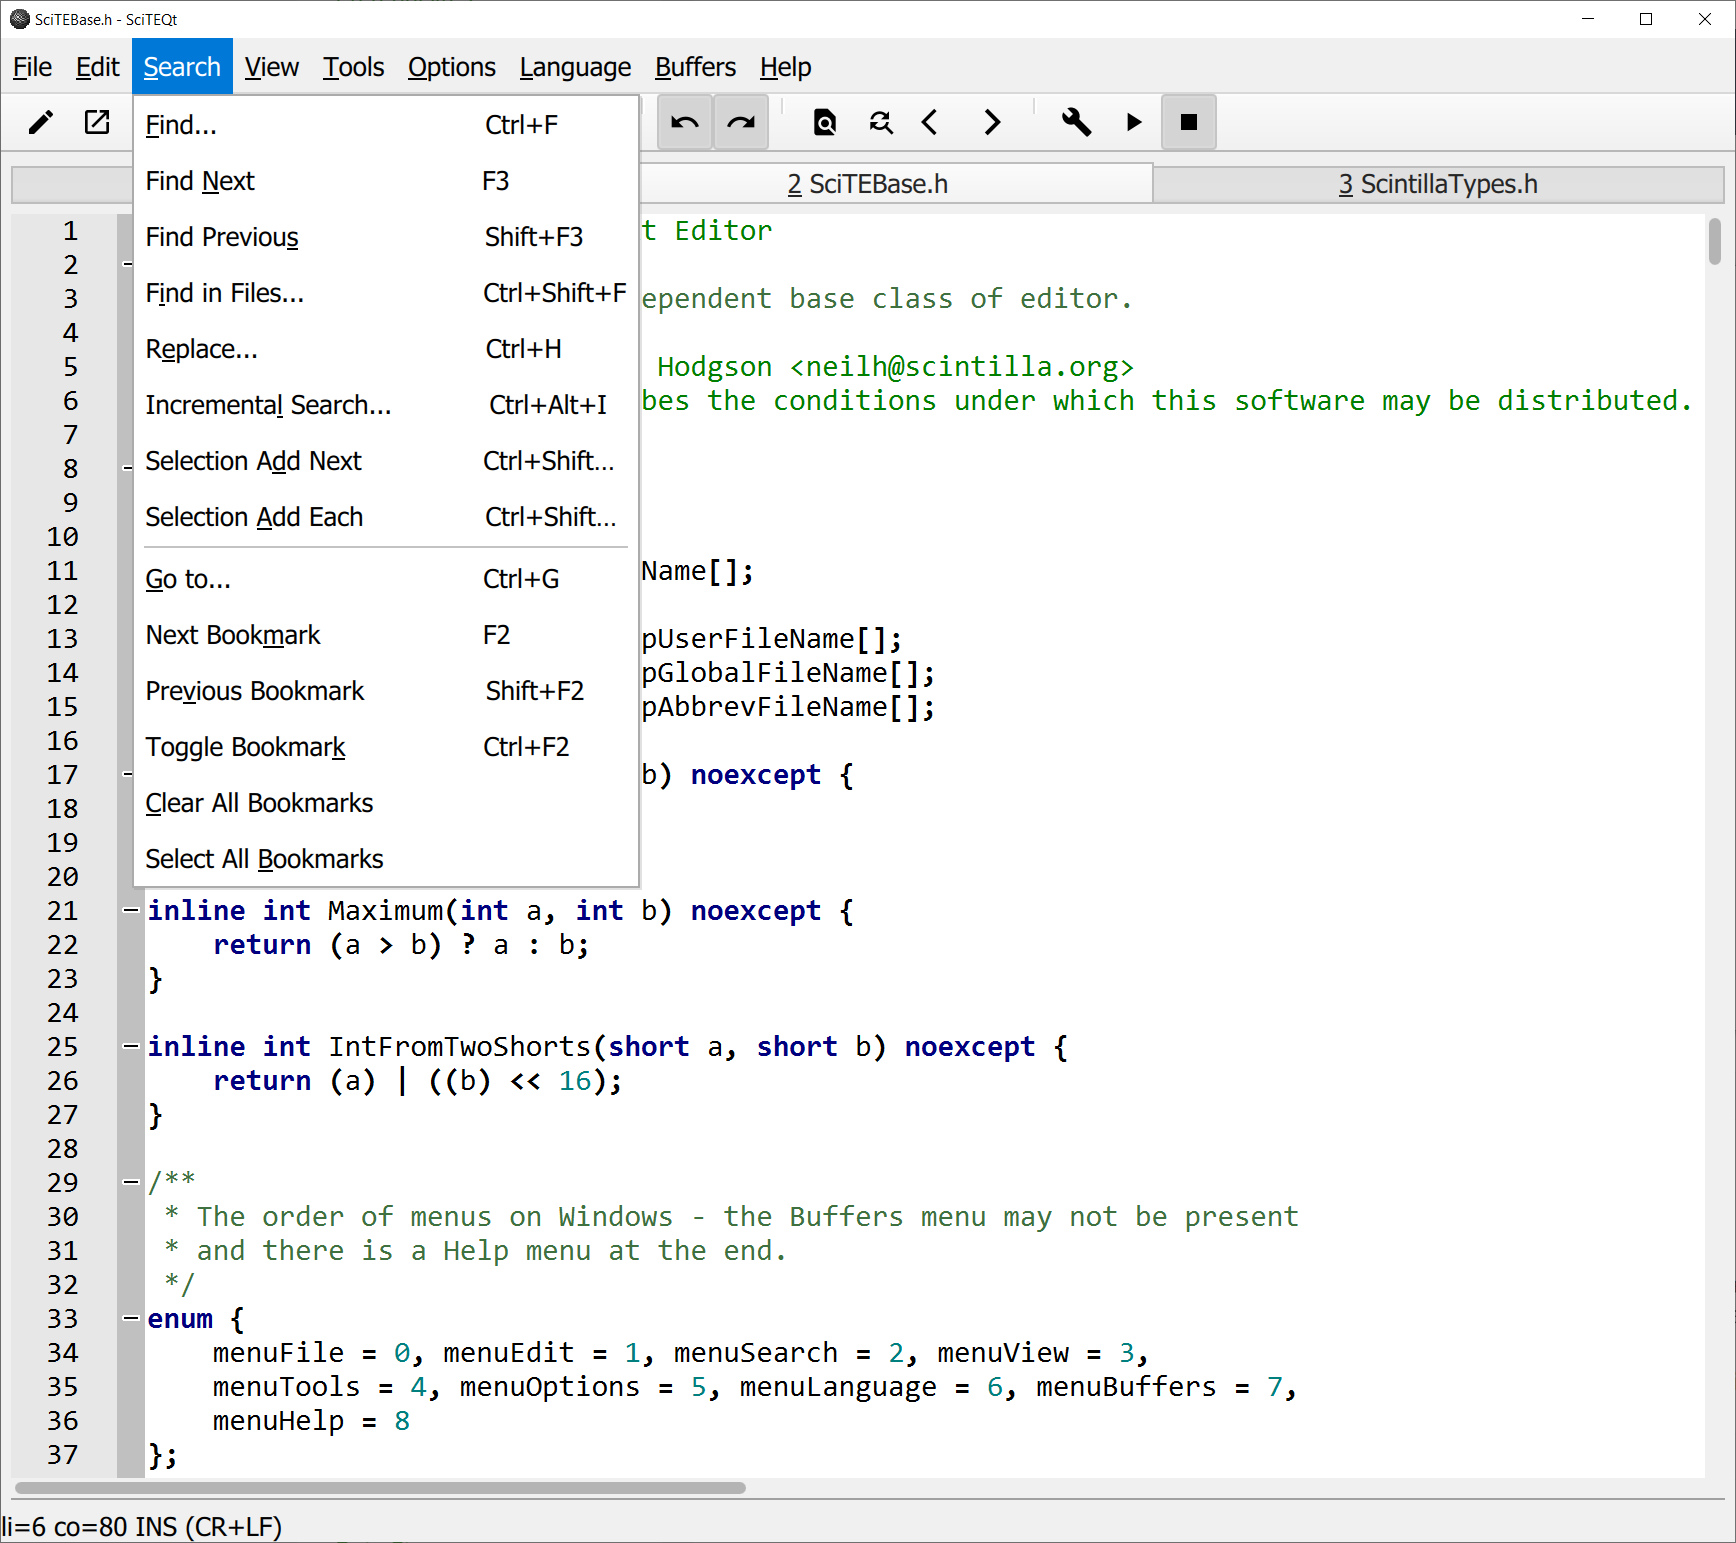 SciTEBase.h - SciTEQt
File Edit Search View Tools Options Language Buffers Help
2 SciTEBase.h
3 ScintillaTypes.h
Find... Ctrl+F
Find Next F3
Find Previous Shift+F3
Find in Files... Ctrl+Shift+F
Replace... Ctrl+H
Incremental Search... Ctrl+Alt+I
Selection Add Next Ctrl+Shift...
Selection Add Each Ctrl+Shift...
Go to... Ctrl+G
Next Bookmark F2
Previous Bookmark Shift+F2
Toggle Bookmark Ctrl+F2
Clear All Bookmarks
Select All Bookmarks
1 t Editor
2
3 ependent base class of editor.
4
5 Hodgson <neilh@scintilla.org>
6 bes the conditions under which this software may be distributed.
7
8
9
10
11 Name[];
12
13 pUserFileName[];
14 pGlobalFileName[];
15 pAbbrevFileName[];
16
17 b) noexcept {
18
19
20
21 inline int Maximum(int a, int b) noexcept {
22 return (a > b) ? a : b;
23 }
24
25 inline int IntFromTwoShorts(short a, short b) noexcept {
26 return (a) | ((b) << 16);
27 }
28
29 /**
30 * The order of menus on Windows - the Buffers menu may not be present
31 * and there is a Help menu at the end.
32 */
33 enum {
34 menuFile = 0, menuEdit = 1, menuSearch = 2, menuView = 3,
35 menuTools = 4, menuOptions = 5, menuLanguage = 6, menuBuffers = 7,
36 menuHelp = 8
37 };
li=6 co=80 INS (CR+LF)